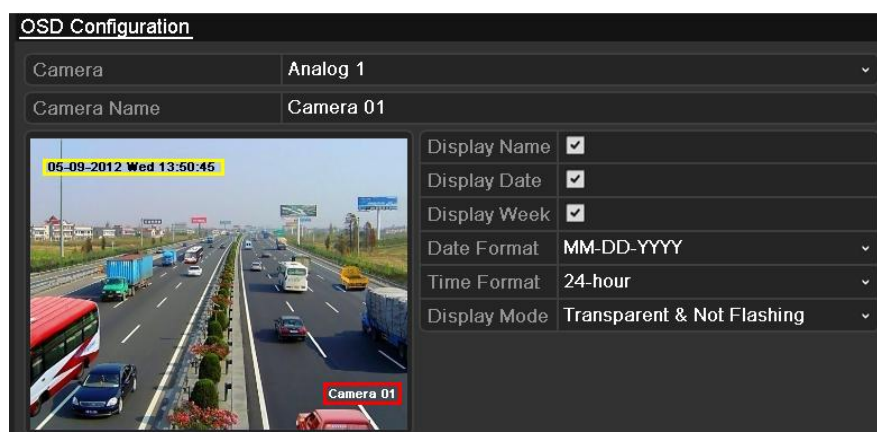 OSD Configuration
Camera Analog 1
Camera Name Camera 01
05-09-2012 Wed 13:50:45
Display Name
Display Date
Display Week
Date Format MM-DD-YYYY
Time Format 24-hour
Display Mode Transparent & Not Flashing
Camera 01